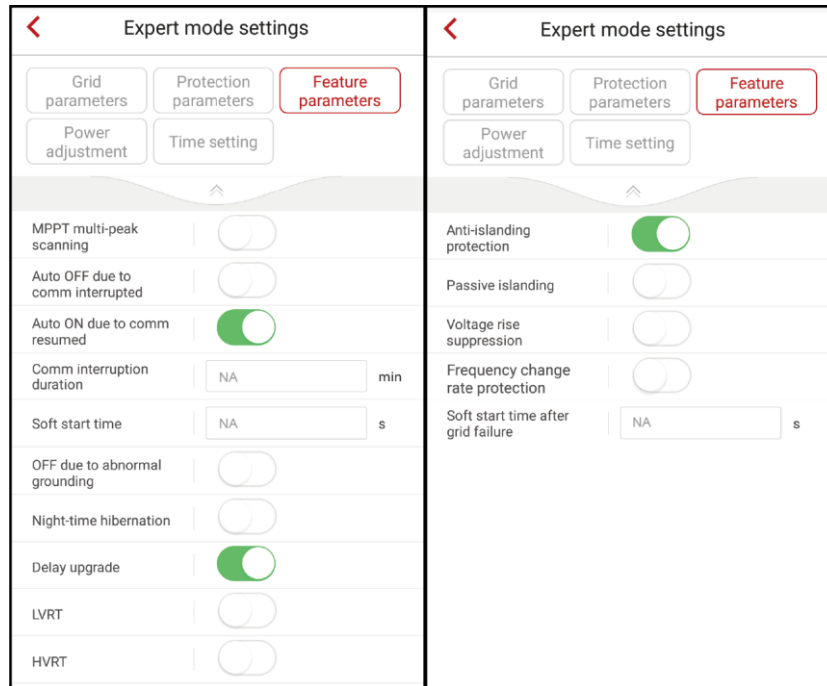 Expert mode settings
Grid
parameters
Protection
parameters
Feature
parameters
Power
adjustment
Time setting
MPPT multi-peak
scanning
Auto OFF due to
comm interrupted
Auto ON due to comm
resumed
Comm interruption
duration
NA
min
Soft start time
NA
s
OFF due to abnormal
grounding
Night-time hibernation
Delay upgrade
LVRT
HVRT
Expert mode settings
Grid
parameters
Protection
parameters
Feature
parameters
Power
adjustment
Time setting
Anti-islanding
protection
Passive islanding
Voltage rise
suppression
Frequency change
rate protection
Soft start time after
grid failure
NA
s